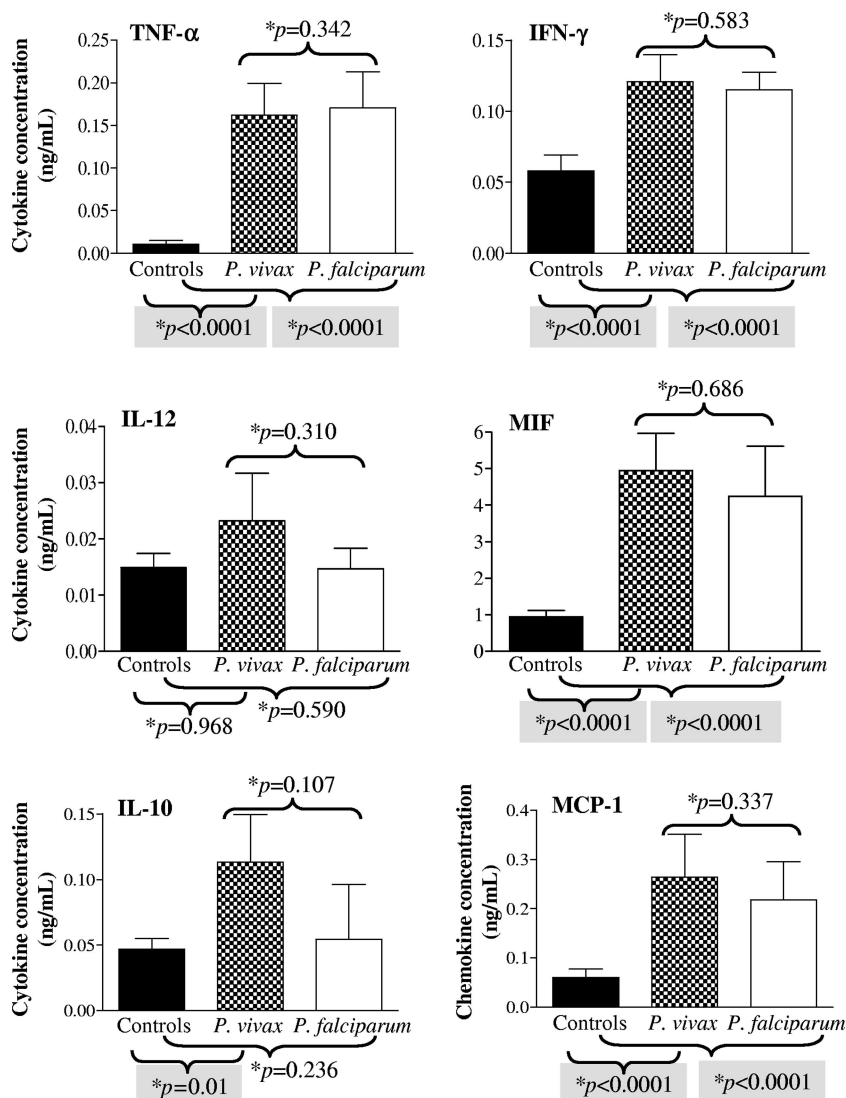 TNF-α
*p=0.342
Cytokine concentration
(ng/mL)
0.25
0.20
0.15
0.10
0.05
0.00
Controls P. vivax P. falciparum
*p<0.0001 *p<0.0001
IFN-γ
*p=0.583
Cytokine concentration
(ng/mL)
0.15
0.10
0.05
0.00
Controls P. vivax P. falciparum
*p<0.0001 *p<0.0001
IL-12
*p=0.310
Cytokine concentration
(ng/mL)
0.04
0.03
0.02
0.01
0.00
Controls P. vivax P. falciparum
*p=0.968 *p=0.590
MIF
*p=0.686
6
5
4
3
2
1
0
Controls P. vivax P. falciparum
*p<0.0001 *p<0.0001
IL-10
*p=0.107
Cytokine concentration
(ng/mL)
0.15
0.10
0.05
0.00
Controls P. vivax P. falciparum
*p=0.01 *p=0.236
MCP-1
*p=0.337
Chemokine concentration
(ng/mL)
0.4
0.3
0.2
0.1
0.0
Controls P. vivax P. falciparum
*p<0.0001 *p<0.0001